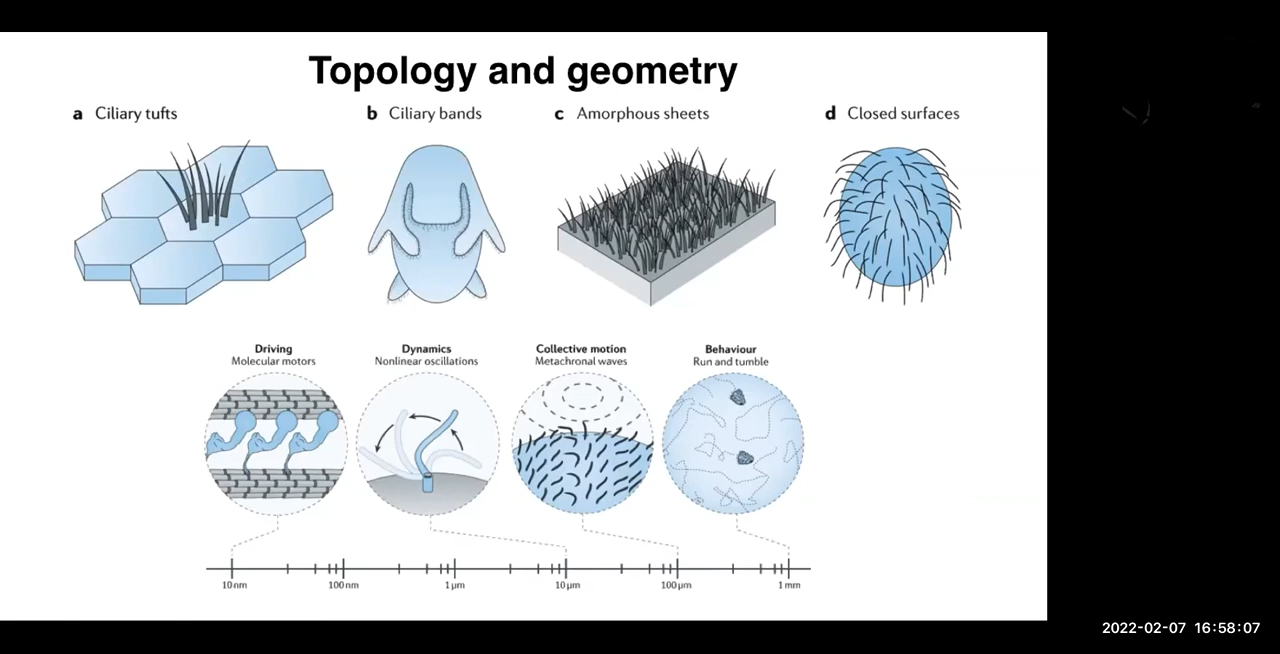 Topology and geometry
a Ciliary tufts
b Ciliary bands
c Amorphous sheets
d Closed surfaces
Driving
Molecular motors
Dynamics
Nonlinear oscillations
Collective motion
Metachronal waves
Behaviour
Run and tumble
10 nm
100 nm
1 μm
10 μm
100 μm
1 mm
2022-02-07 16:58:07